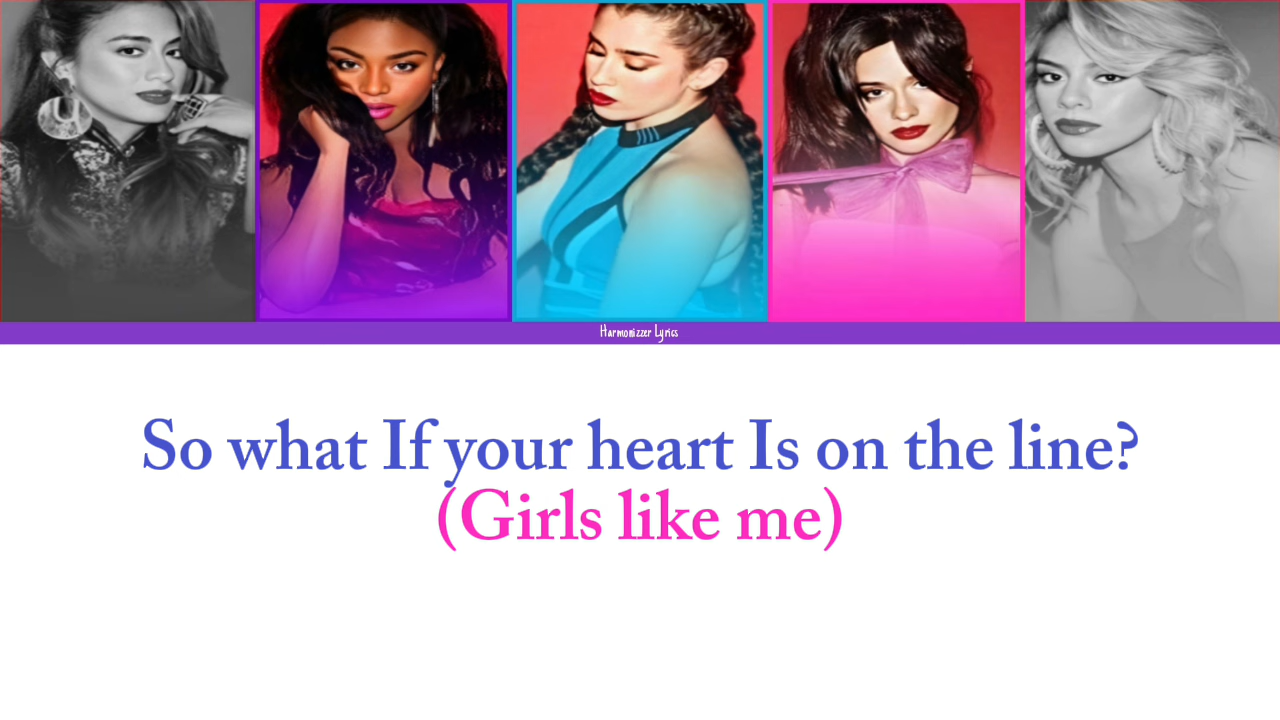 Harmonizzer Lyrics
So what If your heart Is on the line?
(Girls like me)